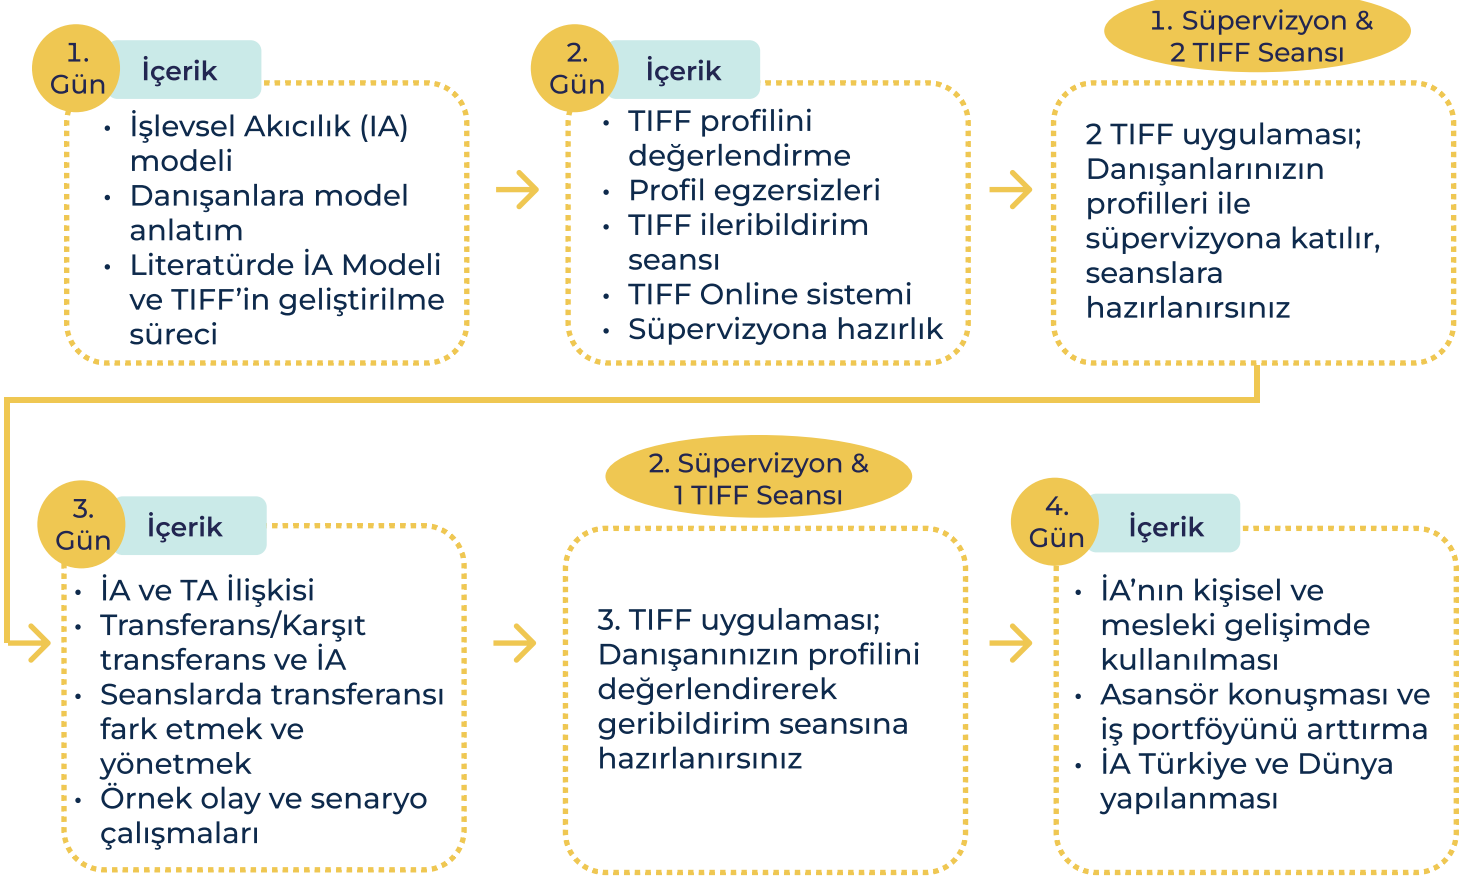 1.
Gün
İçerik
• İşlevsel Akıcılık (IA)
modeli
• Danışanlara model
anlatım
• Literatürde İA Modeli
ve TIFF’in geliştirilme
süreci
2.
Gün
İçerik
• TIFF profilini
değerlendirme
• Profil egzersizleri
• TIFF ileribildirim
seansı
• TIFF Online sistemi
• Süpervizyona hazırlık
1. Süpervizyon &
2 TIFF Seansı
2 TIFF uygulaması;
Danışanlarınızın
profilleri ile
süpervizyona katılır,
seanslara
hazırlanırsınız
3.
Gün
İçerik
• İA ve TA İlişkisi
• Transferans/Karşıt
transferans ve İA
• Seanslarda transferansı
fark etmek ve
yönetmek
• Örnek olay ve senaryo
çalışmaları
2. Süpervizyon &
1 TIFF Seansı
3. TIFF uygulaması;
Danışanınızın profilini
değerlendirerek
geribildirim seansına
hazırlanırsınız
4.
Gün
İçerik
• İA’nın kişisel ve
mesleki gelişimde
kullanılması
• Asansör konuşması ve
iş portföyünü arttırma
• İA Türkiye ve Dünya
yapılanması